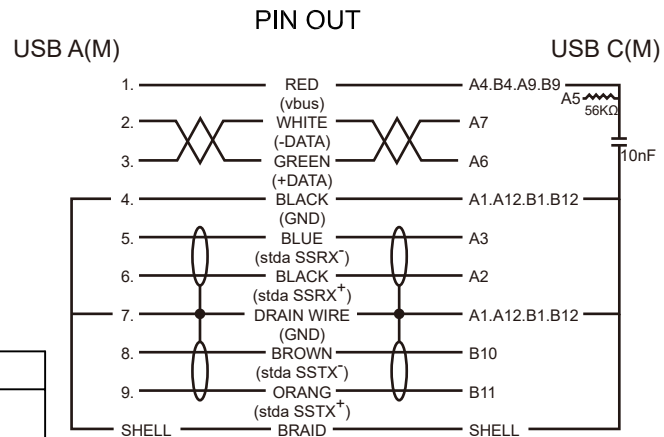 PIN OUT
USB A(M) USB C(M)
1. RED A4.B4.A9.B9
(vbus)
A5
56KΩ
2. WHITE A7
(-DATA)
3. GREEN A6
(+DATA)
10nF
4. BLACK A1.A12.B1.B12
(GND)
5. BLUE A3
(stda SSRX⁻)
6. BLACK A2
(stda SSRX⁺)
7. DRAIN WIRE A1.A12.B1.B12
(GND)
8. BROWN B10
(stda SSTX⁻)
9. ORANG B11
(stda SSTX⁺)
SHELL BRAID SHELL